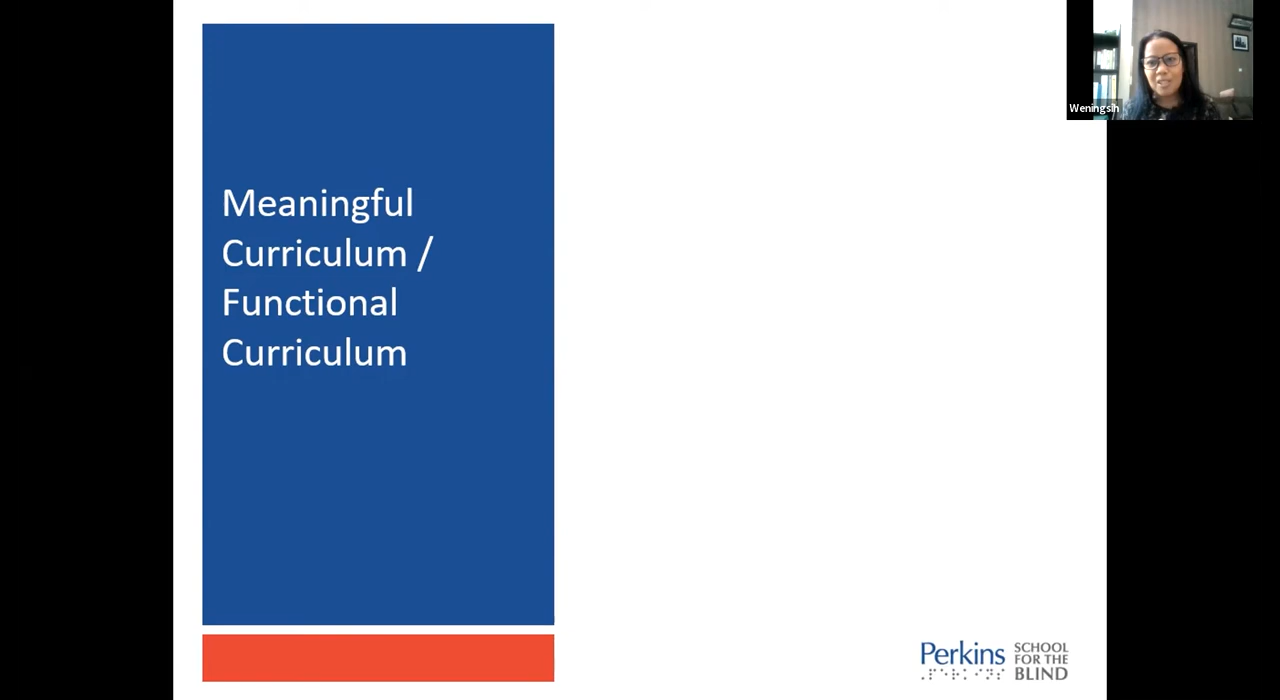 Meaningful
Curriculum /
Functional
Curriculum
Weningsih
Perkins
SCHOOL
FOR THE
BLIND
⠠⠏⠑⠗⠅⠊⠝⠎